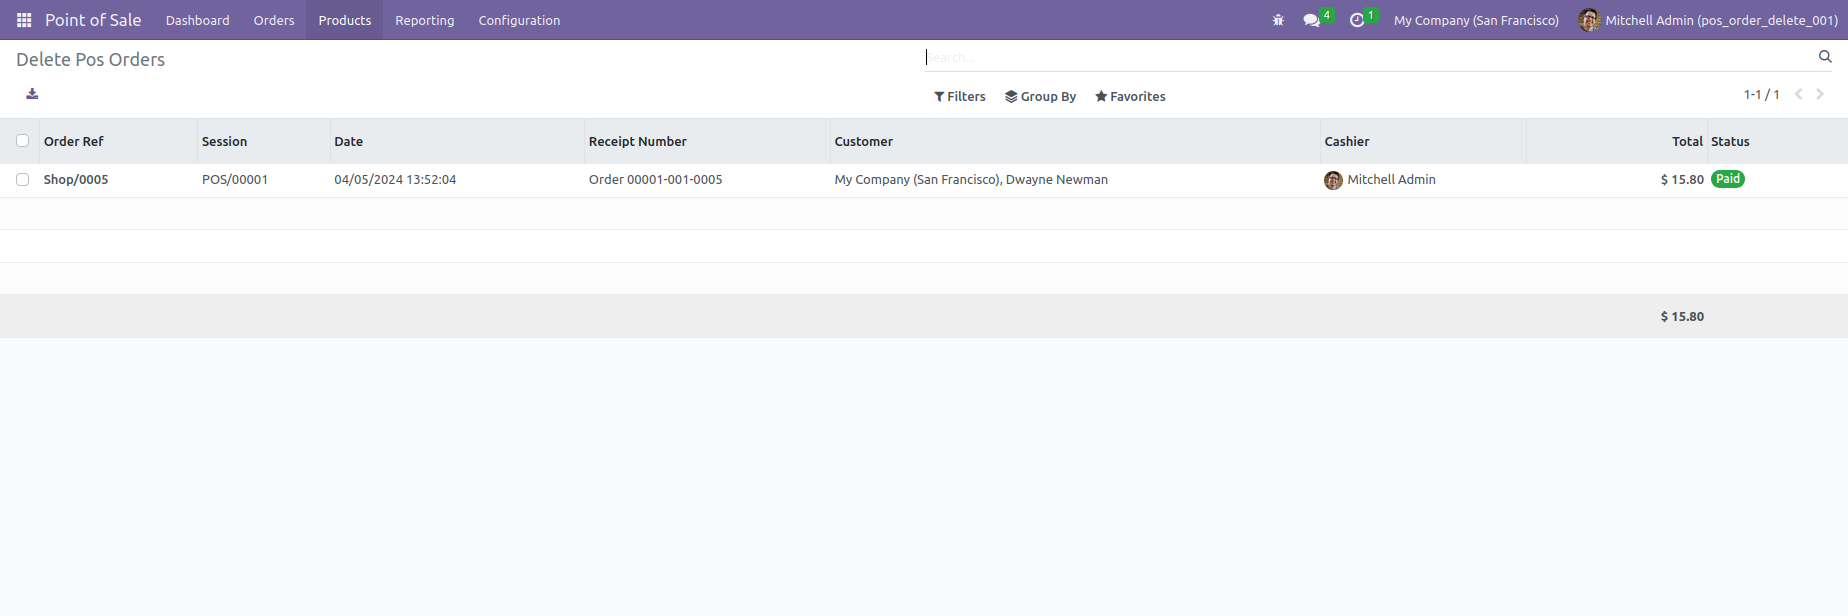 Point of Sale Dashboard Orders Products Reporting Configuration 4 1 My Company (San Francisco) Mitchell Admin (pos_order_delete_001)
Delete Pos Orders Search...
Filters Group By Favorites 1-1 / 1
Order Ref Session Date Receipt Number Customer Cashier Total Status
Shop/0005 POS/00001 04/05/2024 13:52:04 Order 00001-001-0005 My Company (San Francisco), Dwayne Newman Mitchell Admin $ 15.80 Paid
$ 15.80